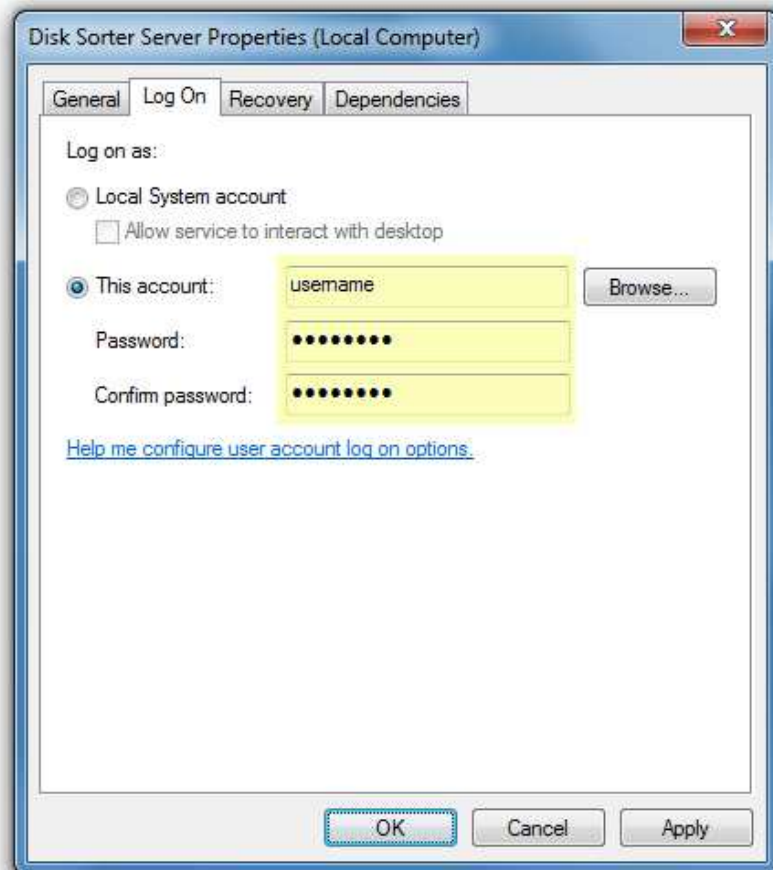 Disk Sorter Server Properties (Local Computer)
General Log On Recovery Dependencies
Log on as:
Local System account
Allow service to interact with desktop
This account: username Browse...
Password: ●●●●●●●●
Confirm password: ●●●●●●●●
Help me configure user account log on options.
OK Cancel Apply